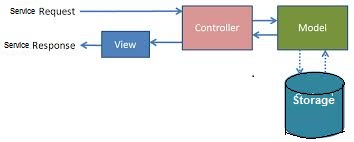 Service Request
Controller
Model
Service Response
View
Storage